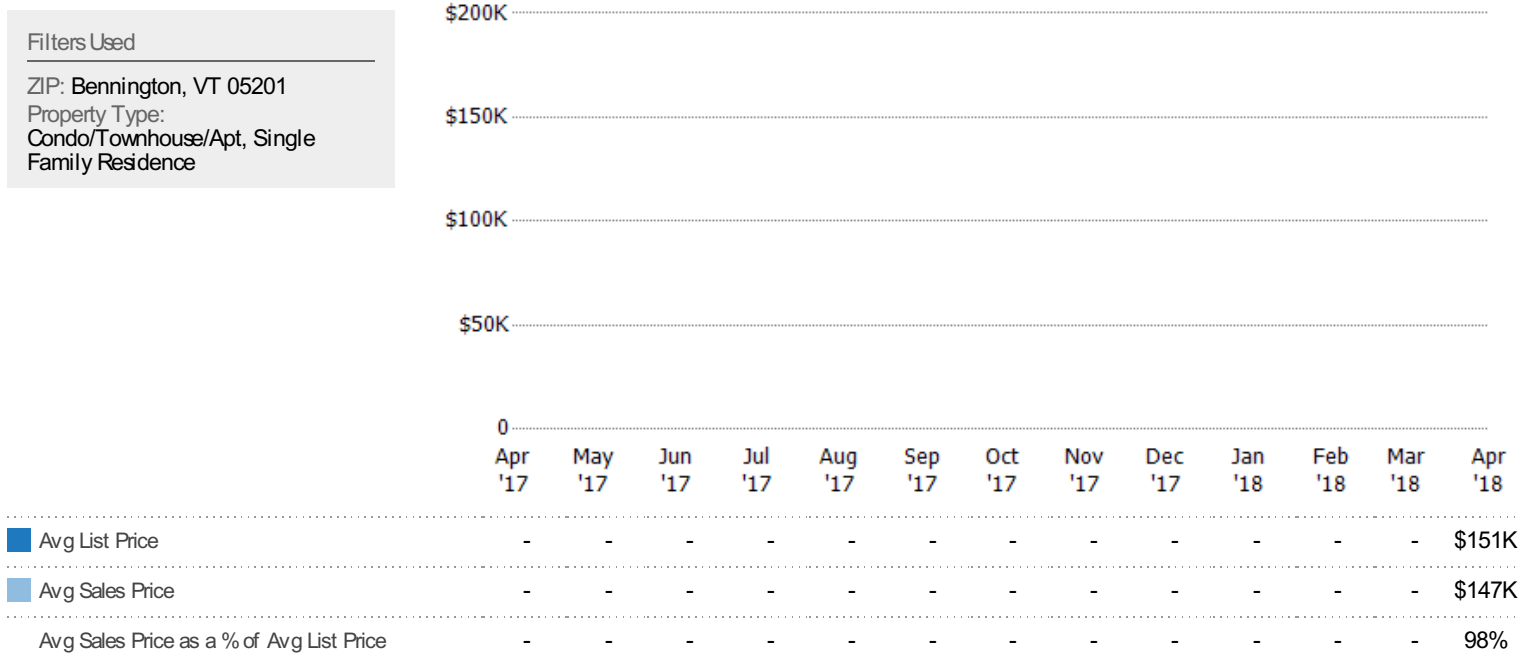 Filters Used
ZIP: Bennington, VT 05201
Property Type:
Condo/Townhouse/Apt, Single
Family Residence
$200K
$150K
$100K
$50K
0
Apr May Jun Jul Aug Sep Oct Nov Dec Jan Feb Mar Apr
'17 '17 '17 '17 '17 '17 '17 '17 '17 '18 '18 '18 '18
Avg List Price - - - - - - - - - - - - $151K
Avg Sales Price - - - - - - - - - - - - $147K
Avg Sales Price as a % of Avg List Price - - - - - - - - - - - - 98%